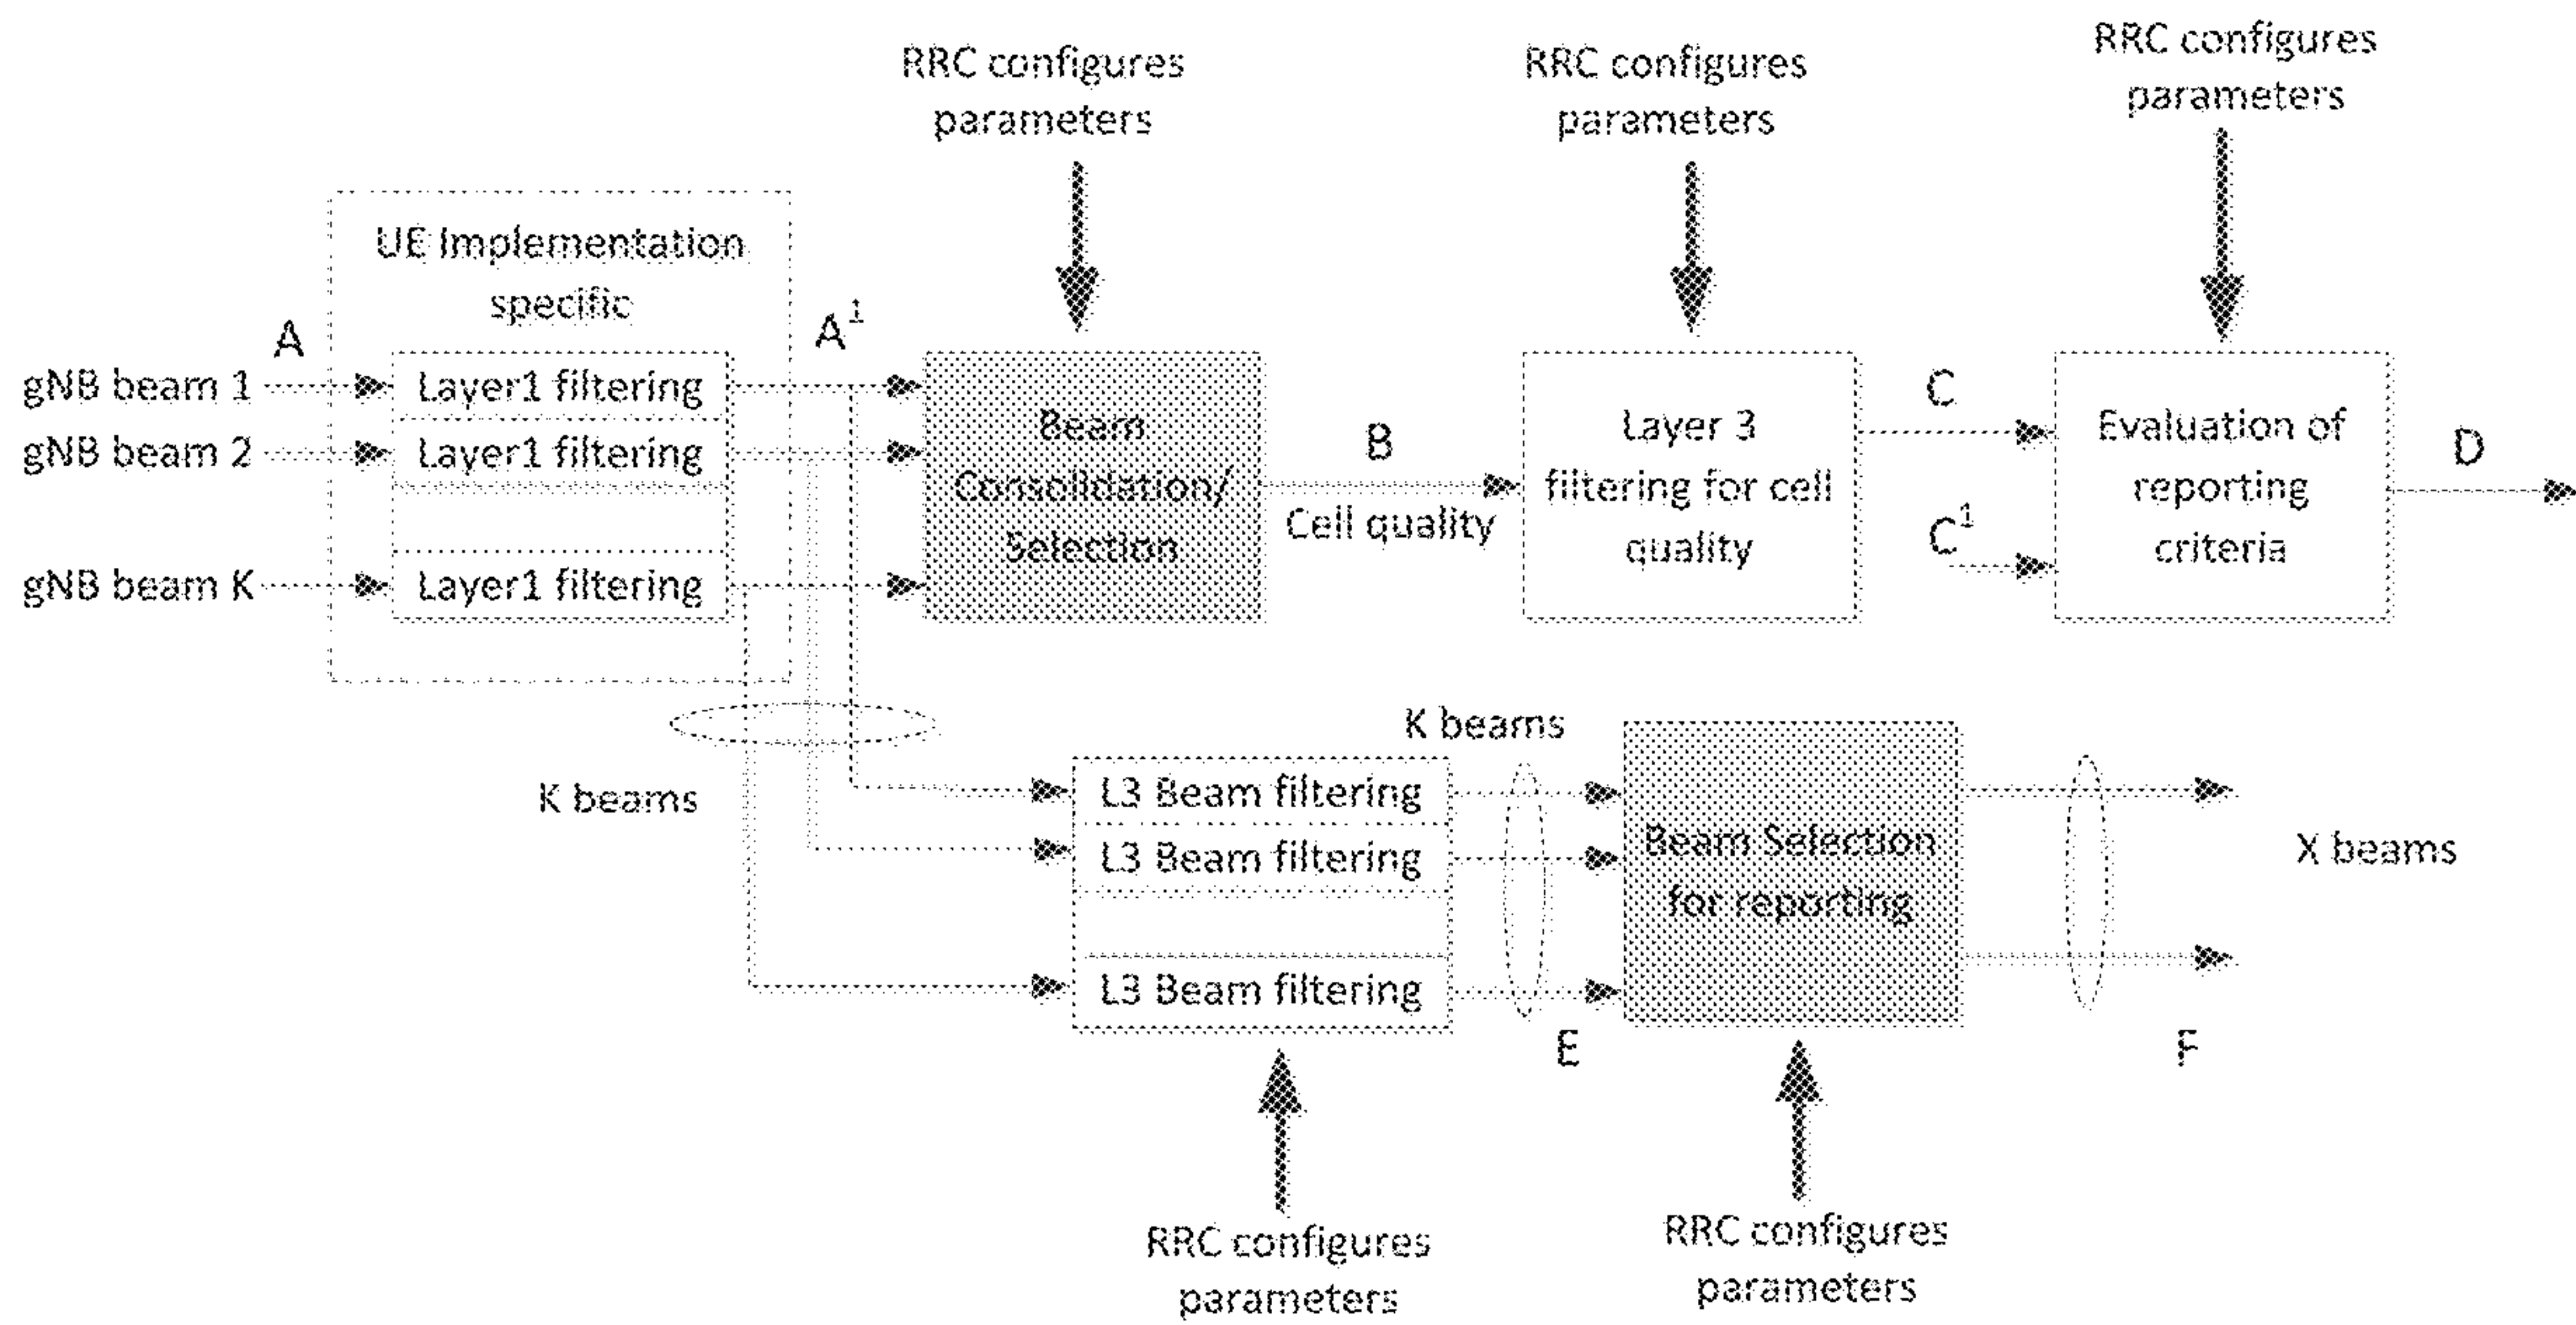 RRC configures
parameters
RRC configures
parameters
RRC configures
parameters
UE Implementation
specific
A
A¹
gNB beam 1
Layer1 filtering
gNB beam 2
Layer1 filtering
gNB beam K
Layer1 filtering
Beam
Consolidation/
Selection
B
Cell quality
Layer 3
filtering for cell
quality
C
C¹
Evaluation of
reporting
criteria
D
K beams
L3 Beam filtering
L3 Beam filtering
L3 Beam filtering
K beams
E
Beam Selection
for reporting
X beams
F
RRC configures
parameters
RRC configures
parameters